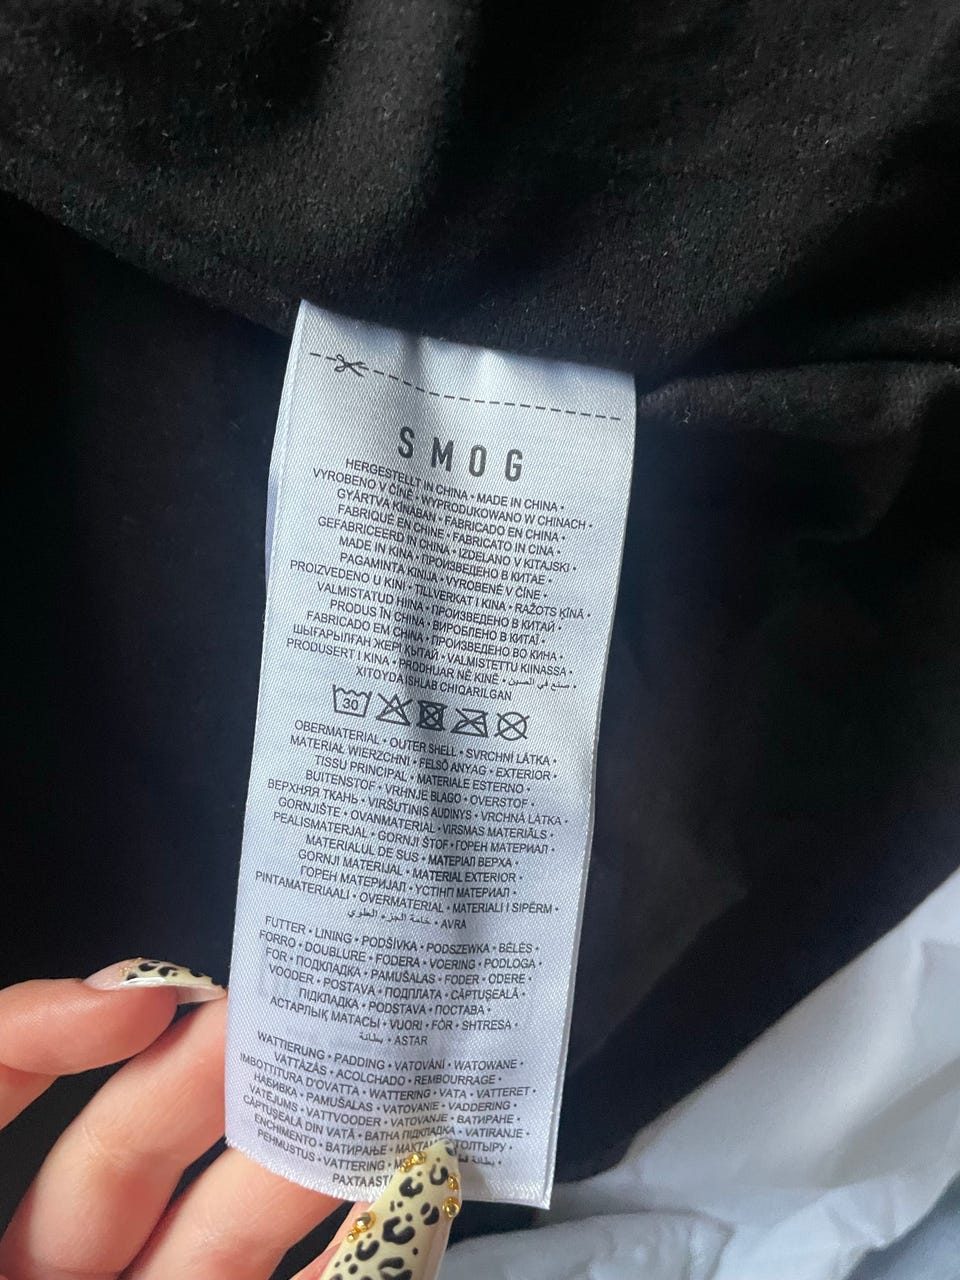 SMOG
HERGESTELLT IN CHINA • MADE IN CHINA •
VYROBENO V ČÍNĚ • WYPRODUKOWANO W CHINACH •
GYÁRTVA KÍNÁBAN • FABRICADO EN CHINA •
FABRIQUÉ EN CHINE • FABRICATO IN CINA •
GEFABRICEERD IN CHINA • IZDELANO V KITAJSKI •
MADE IN KINA • ПРОИЗВЕДЕНО В КИТАЕ •
PAGAMINTA KINIJA • VYROBENÉ V ČÍNE •
PROIZVEDENO U KINI • TILLVERKAT I KINA • RAŽOTS ĶĪNĀ •
VALMISTATUD HIINA • ПРОИЗВЕДЕНО В КИТАЙ •
PRODUS ÎN CHINA • ВИРОБЛЕНО В КИТАЇ •
FABRICADO EM CHINA • ПРОИЗВЕДЕНО ВО КИНА •
ШЫҒАРЫЛҒАН ЖЕРІ ҚЫТАЙ • VALMISTETTU KIINASSA •
PRODUSERT I KINA • PRODHUAR NË KINË • صنع في الصين •
XITOYDA ISHLAB CHIQARILGAN
30
OBERMATERIAL • OUTER SHELL • SVRCHNÍ LÁTKA •
MATERIAŁ WIERZCHNI • FELSŐ ANYAG • EXTERIOR •
TISSU PRINCIPAL • MATERIALE ESTERNO •
BUITENSTOF • VRHNJE BLAGO • OVERSTOF •
ВЕРХНЯЯ ТКАНЬ • VIRŠUTINIS AUDINYS • VRCHNÁ LÁTKA •
GORNJIŠTE • OVANMATERIAL • VIRSMAS MATERIĀLS •
PEALISMATERJAL • GORNJI ŠTOF • ГОРЕН МАТЕРИАЛ •
MATERIALUL DE SUS • МАТЕРІАЛ ВЕРХА •
GORNJI MATERIJAL • MATERIAL EXTERIOR •
ГОРЕН МАТЕРИЈАЛ • ҮСТІҢГІ МАТЕРИАЛ •
PINTAMATERIAALI • OVERMATERIAL • MATERIALI I SIPËRM •
خامة الجزء العلوي • AVRA
FUTTER • LINING • PODŠÍVKA • PODSZEWKA • BÉLÉS •
FORRO • DOUBLURE • FODERA • VOERING • PODLOGA •
FOR • ПОДКЛАДКА • PAMUŠALAS • FODER • ODERE •
VOODER • POSTAVA • ПОДПЛАТА • CĂPTUȘEALĂ •
ПІДКЛАДКА • PODSTAVA • ПОСТАВА •
АСТАРЛЫҚ МАТАСЫ • VUORI • FÔR • SHTRESA •
بطانة • ASTAR
WATTIERUNG • PADDING • VATOVÁNÍ • WATOWANE •
VATTÁZÁS • ACOLCHADO • REMBOURRAGE •
IMBOTTITURA D'OVATTA • WATTERING • VATA • VATTERET •
НАБИВКА • PAMUŠALAS • VATOVANIE • VADDERING •
VATĒJUMS • VATTVOODER • VATOVANJE • ВАТИРАНЕ •
CĂPTUȘEALĂ DIN VATĂ • ВАТНА ПІДКЛАДКА • VATIRANJE •
ENCHIMENTO • ВАТИРАЊЕ • МАКТА ТОЛТЫРУ •
PEHMUSTUS • VATTERING • بطانة
PAXTA